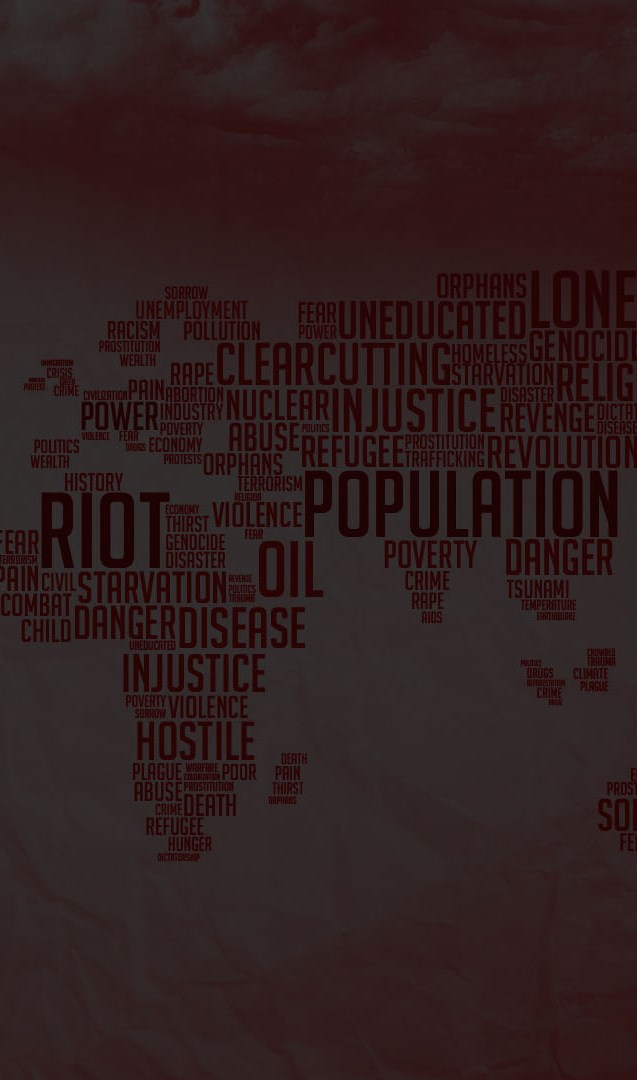 SORROW
UNEMPLOYMENT
RACISM POLLUTION
PROSTITUTION
WEALTH
ORPHANS LONE
FEAR UNEDUCATED
POWER
CLEARCUTTING HOMELESS GENOCIDE
STARVATION RELIG
RAPE
IMMIGRATION
CRISIS
PROTEST CRIME
CIVILIZATION PAIN ABORTION
POWER INDUSTRY NUCLEAR INJUSTICE DISASTER
REVENGE DICTA
DISEASE
VIOLENCE FEAR POVERTY
DRUGS ECONOMY ABUSE POLITICS
REFUGEE PROSTITUTION REVOLUTION
TRAFFICKING
PROTESTS ORPHANS
POLITICS
WEALTH
HISTORY TERRORISM POPULATION
RELIGION
RIOT ECONOMY VIOLENCE
THIRST
FEAR
GENOCIDE
DISASTER OIL
POVERTY DANGER
CRIME
RAPE
AIDS
TSUNAMI
TEMPERATURE
EARTHQUAKE
FEAR
TERRORISM
PAIN CIVIL STARVATION REVENGE
POLITICS
TRAUMA
COMBAT
CHILD DANGER DISEASE
UNEDUCATED
INJUSTICE
POVERTY VIOLENCE
SORROW
HOSTILE
PLAGUE WARFARE POOR
COLONIZATION
ABUSE PROSTITUTION
CRIME DEATH
REFUGEE
HUNGER
DICTATORSHIP
DEATH
PAIN
THIRST
ORPHANS
POLITICS
DRUGS
CRIME
CROWDED
TRAUMA
CLIMATE
PLAGUE
PROST
SO
FE